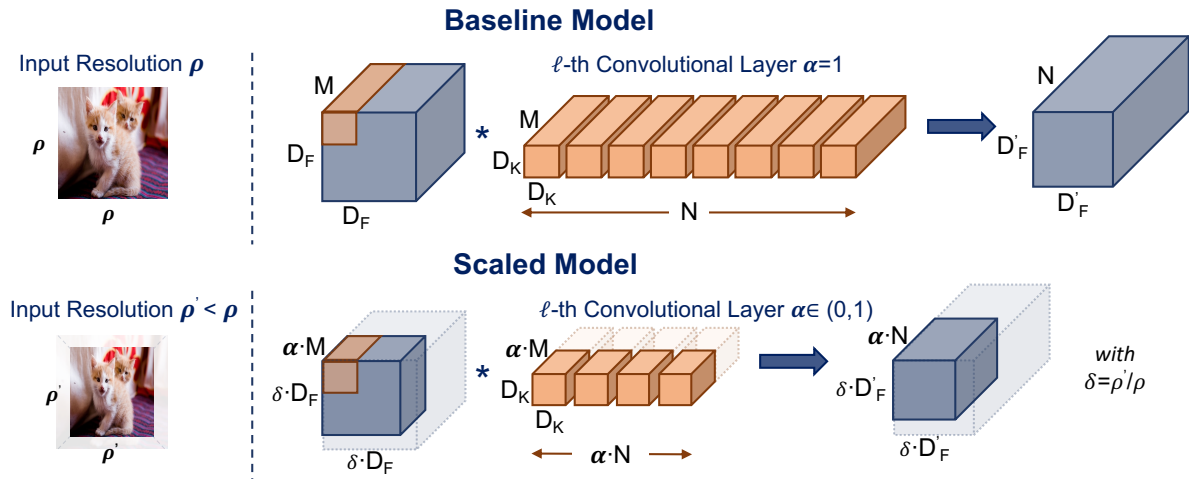 Baseline Model
Input Resolution ρ
ρ
ρ
M
D_F
D_F
*
ℓ-th Convolutional Layer α=1
M
D_K
D_K
N
N
D'_F
D'_F
Scaled Model
Input Resolution ρ' < ρ
ρ'
ρ'
α·M
δ·D_F
δ·D_F
*
ℓ-th Convolutional Layer α∈ (0,1)
α·M
D_K
D_K
α·N
α·N
δ·D'_F
δ·D'_F
with
δ=ρ'/ρ